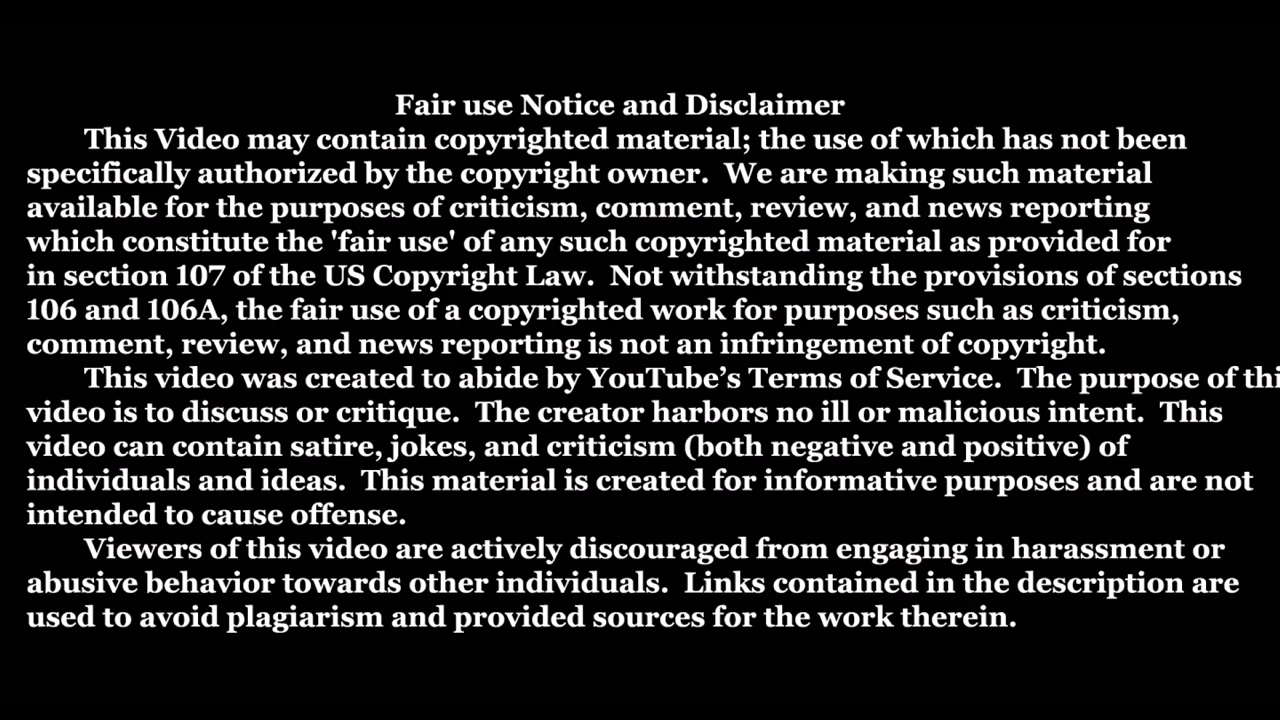 Fair use Notice and Disclaimer
This Video may contain copyrighted material; the use of which has not been
specifically authorized by the copyright owner.  We are making such material
available for the purposes of criticism, comment, review, and news reporting
which constitute the 'fair use' of any such copyrighted material as provided for
in section 107 of the US Copyright Law.  Not withstanding the provisions of sections
106 and 106A, the fair use of a copyrighted work for purposes such as criticism,
comment, review, and news reporting is not an infringement of copyright.
This video was created to abide by YouTube’s Terms of Service.  The purpose of thi
video is to discuss or critique.  The creator harbors no ill or malicious intent.  This
video can contain satire, jokes, and criticism (both negative and positive) of
individuals and ideas.  This material is created for informative purposes and are not
intended to cause offense.
Viewers of this video are actively discouraged from engaging in harassment or
abusive behavior towards other individuals.  Links contained in the description are
used to avoid plagiarism and provided sources for the work therein.